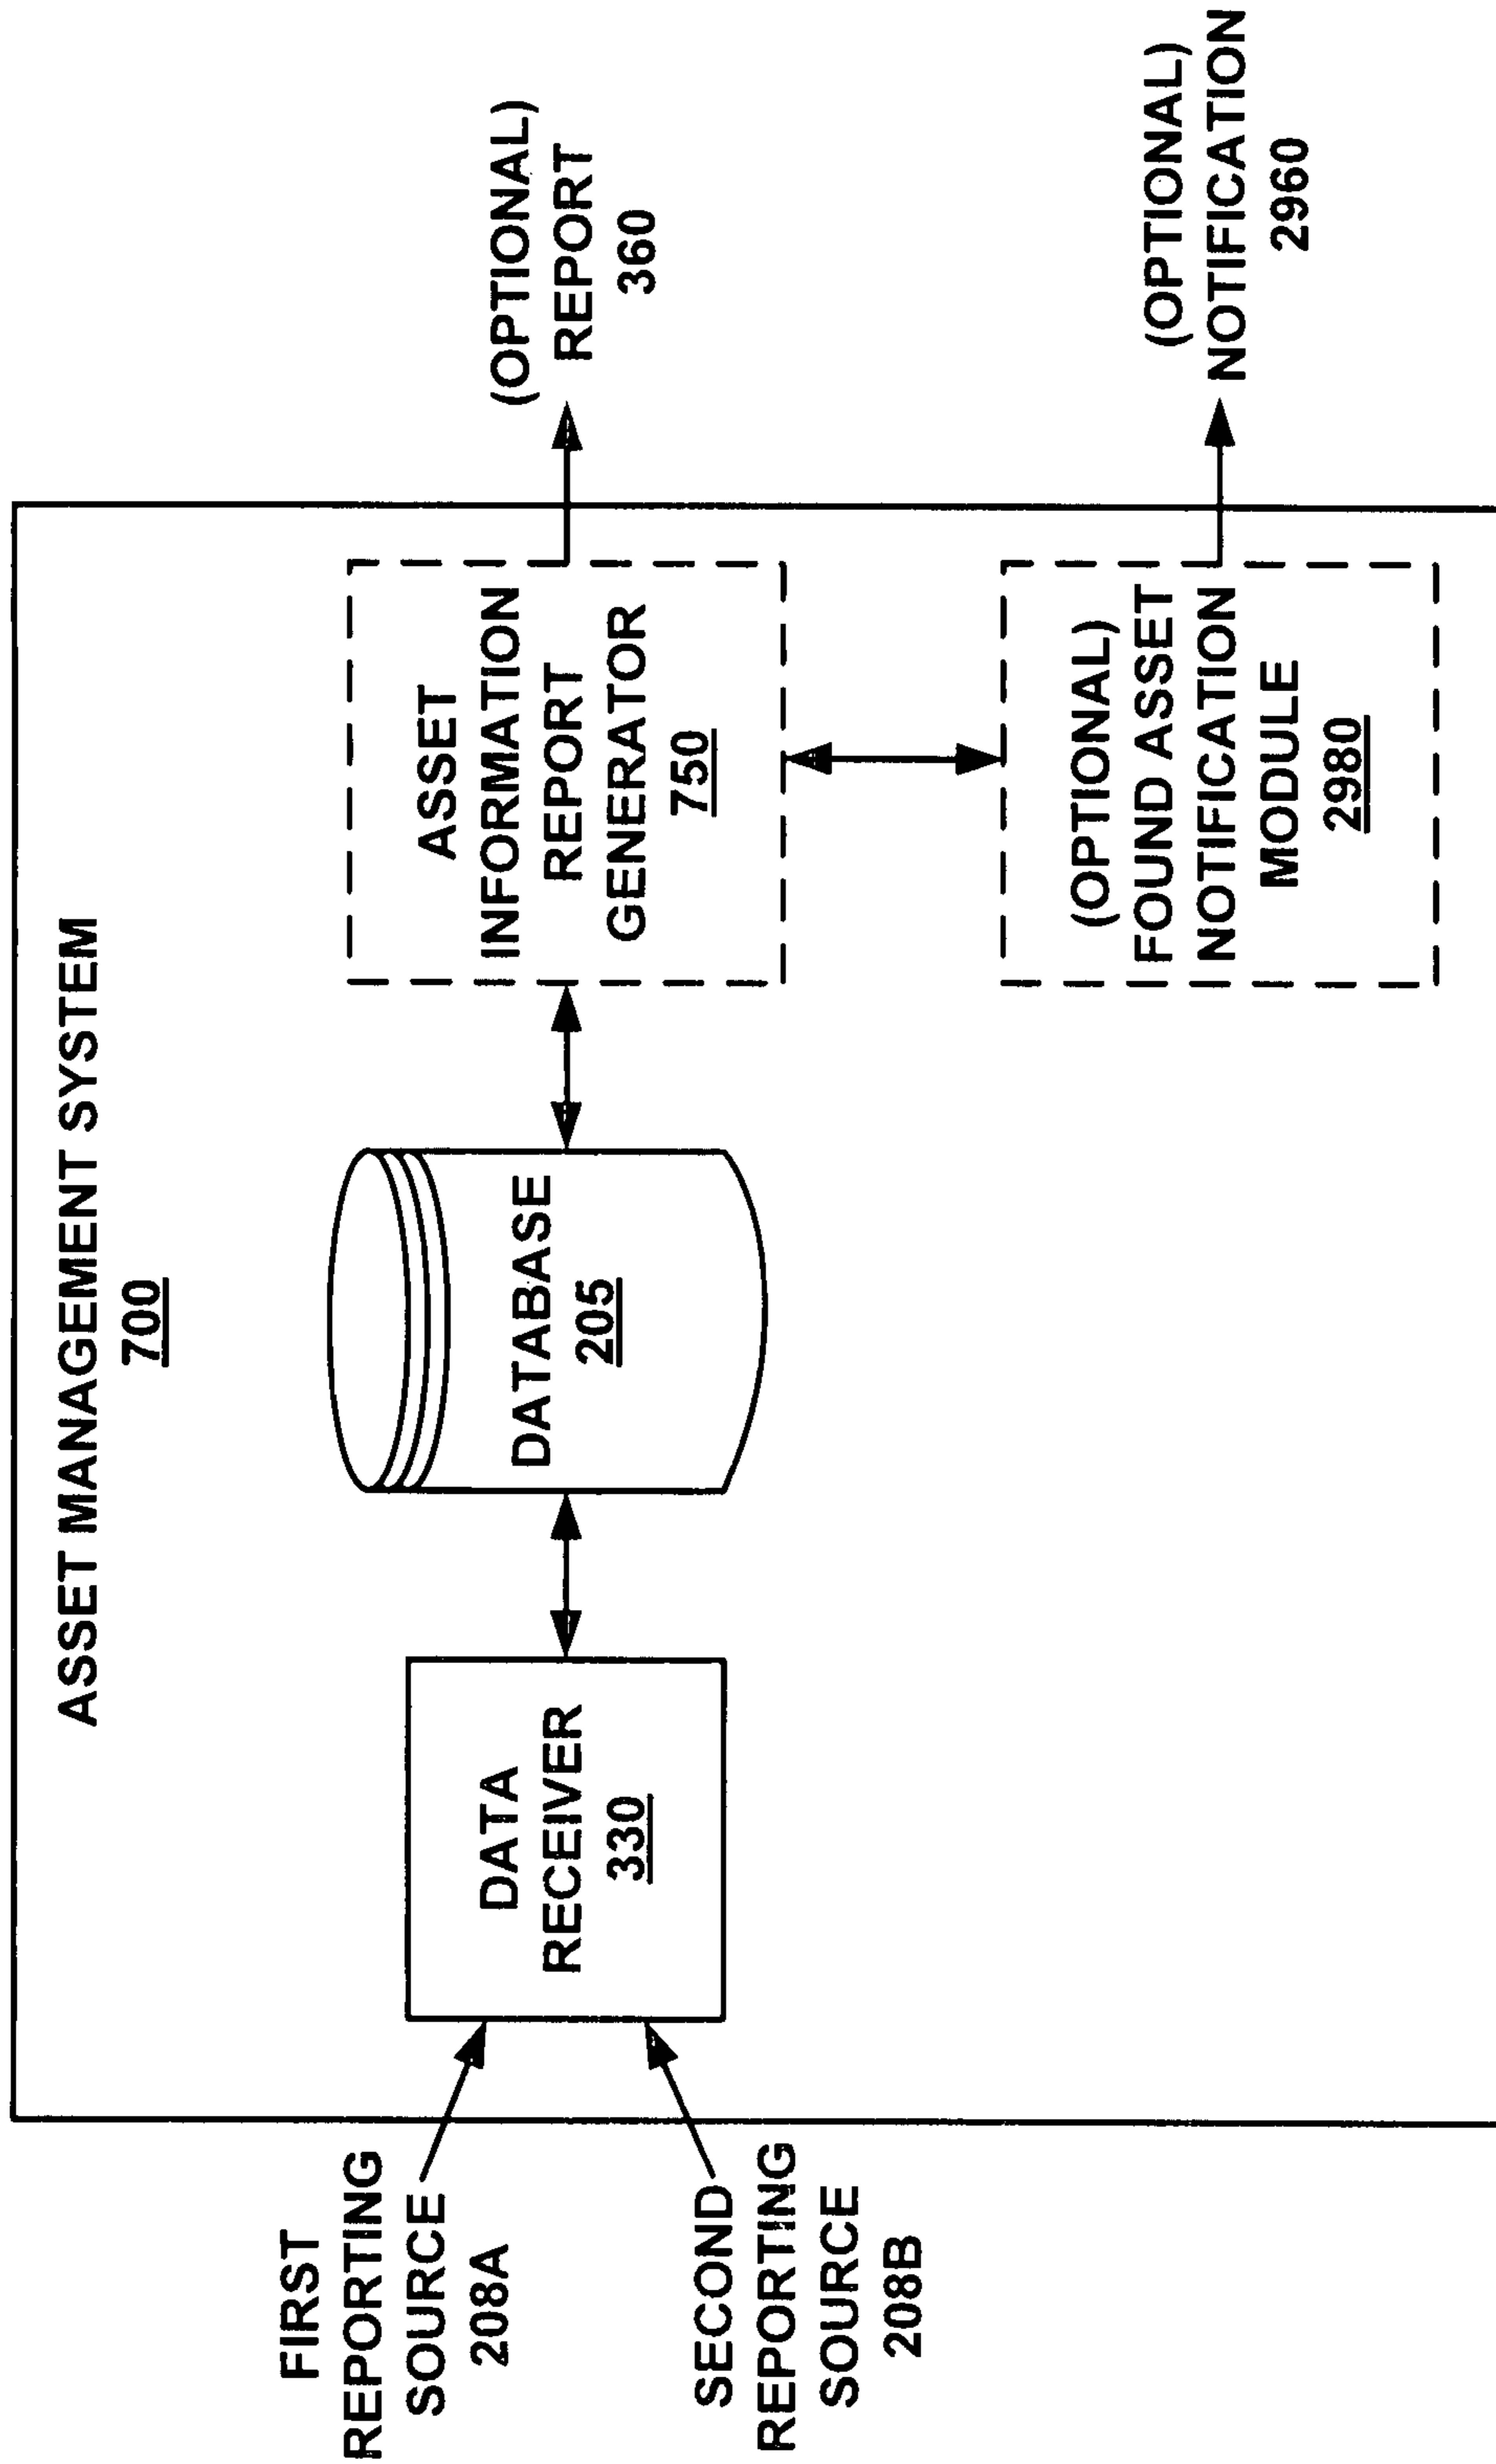 ASSET MANAGEMENT SYSTEM
700
FIRST
REPORTING
SOURCE
208A
SECOND
REPORTING
SOURCE
208B
DATA
RECEIVER
330
DATABASE
205
ASSET
INFORMATION
REPORT
GENERATOR
750
(OPTIONAL)
REPORT
360
(OPTIONAL)
FOUND ASSET
NOTIFICATION
MODULE
2980
(OPTIONAL)
NOTIFICATION
2960